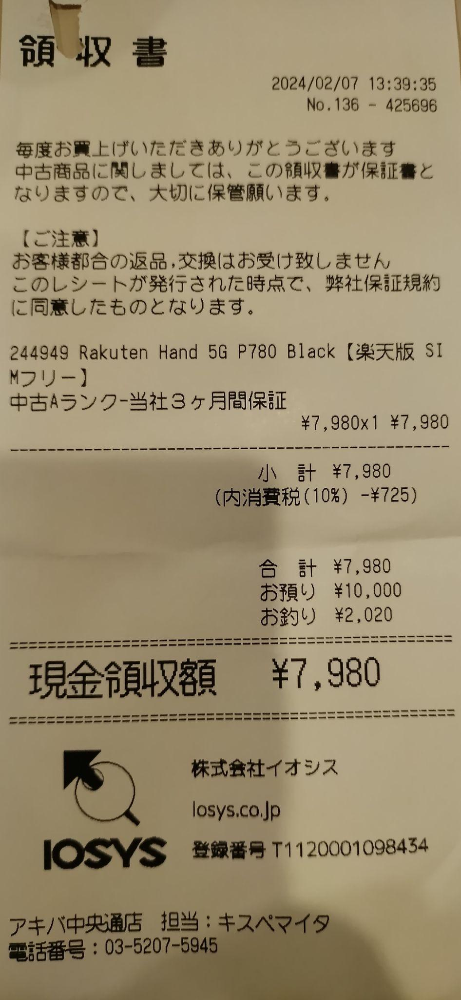 領収書
2024/02/07 13:39:35
No.136 - 425696
毎度お買上げいただきありがとうございます
中古商品に関しましては、この領収書が保証書と
なりますので、大切に保管願います。
【ご注意】
お客様都合の返品,交換はお受け致しません
このレシートが発行された時点で、弊社保証規約
に同意したものとなります。
244949 Rakuten Hand 5G P780 Black【楽天版 SI
Mフリー】
中古Aランク-当社３ヶ月間保証
¥7,980x1 ¥7,980
小 計 ¥7,980
(内消費税(10%) -¥725)
合 計 ¥7,980
お預り ¥10,000
お釣り ¥2,020
現金領収額 ¥7,980
株式会社イオシス
Iosys.co.jp
IOSYS
登録番号 T1120001098434
アキバ中央通店 担当：キスペマイタ
電話番号：03-5207-5945